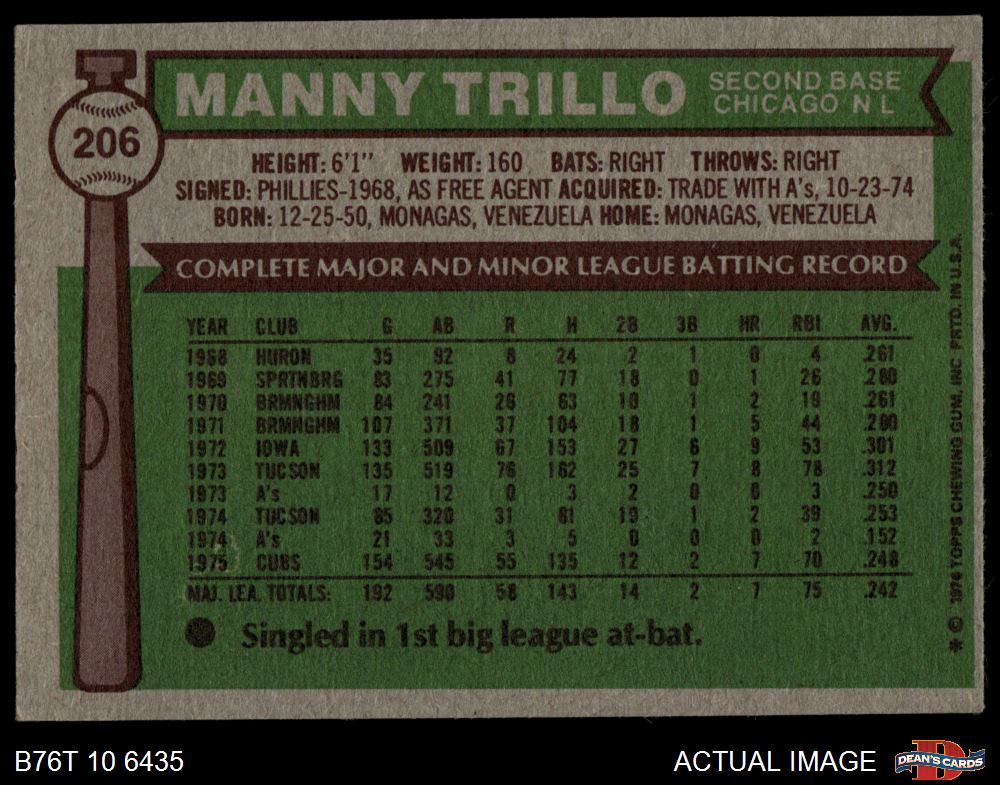 206
MANNY TRILLO SECOND BASE
CHICAGO N L
HEIGHT: 6'1" WEIGHT: 160 BATS: RIGHT THROWS: RIGHT
SIGNED: PHILLIES-1968, AS FREE AGENT ACQUIRED: TRADE WITH A's, 10-23-74
BORN: 12-25-50, MONAGAS, VENEZUELA HOME: MONAGAS, VENEZUELA
COMPLETE MAJOR AND MINOR LEAGUE BATTING RECORD
YEAR CLUB G AB R H 2B 3B HR RBI AVG.
1968 HURON 35 92 8 24 2 1 0 4 .261
1969 SPRTNBRG 83 275 41 77 18 0 1 26 .280
1970 BRMNGHM 84 241 26 63 10 1 2 19 .261
1971 BRMNGHM 107 371 37 104 18 1 5 44 .280
1972 IOWA 133 509 67 153 27 6 9 53 .301
1973 TUCSON 135 519 76 162 25 7 8 78 .312
1973 A's 17 12 0 3 2 0 0 3 .250
1974 TUCSON 85 320 31 81 19 1 2 39 .253
1974 A's 21 33 3 5 0 0 0 2 .152
1975 CUBS 154 545 55 135 12 2 7 70 .248
MAJ. LEA. TOTALS: 192 590 58 143 14 2 7 75 .242
Singled in 1st big league at-bat.
* © 1976 TOPPS CHEWING GUM, INC. PRTD. IN U.S.A.
B76T 10 6435 ACTUAL IMAGE
D
DEAN'S CARDS